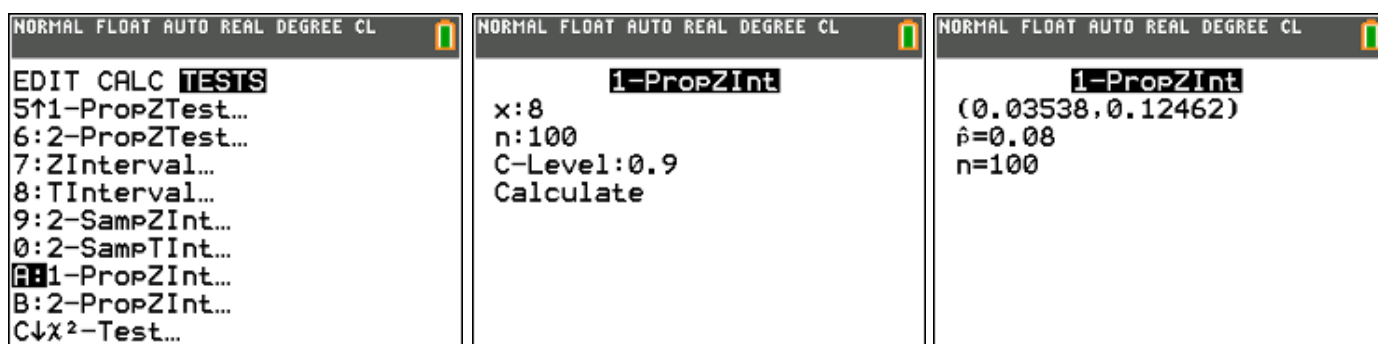 NORMAL FLOAT AUTO REAL DEGREE CL
EDIT CALC TESTS
5↑1-PropZTest…
6:2-PropZTest…
7:ZInterval…
8:TInterval…
9:2-SampZInt…
0:2-SampTInt…
A:1-PropZInt…
B:2-PropZInt…
C↓χ²-Test…
NORMAL FLOAT AUTO REAL DEGREE CL
1-PropZInt
x:8
n:100
C-Level:0.9
Calculate
NORMAL FLOAT AUTO REAL DEGREE CL
1-PropZInt
(0.03538,0.12462)
p̂=0.08
n=100